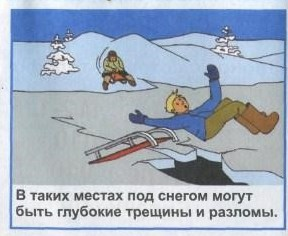 В таких местах под снегом могут
быть глубокие трещины и разломы.